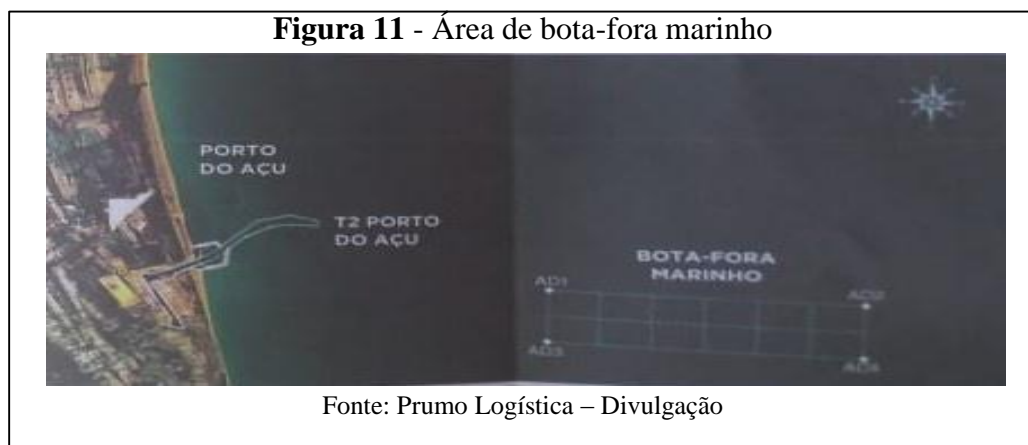 Figura 11 - Área de bota-fora marinho
PORTO
DO AÇU
T2 PORTO
DO AÇU
BOTA-FORA
MARINHO
AD1
AD2
AD3
AD4
Fonte: Prumo Logística – Divulgação